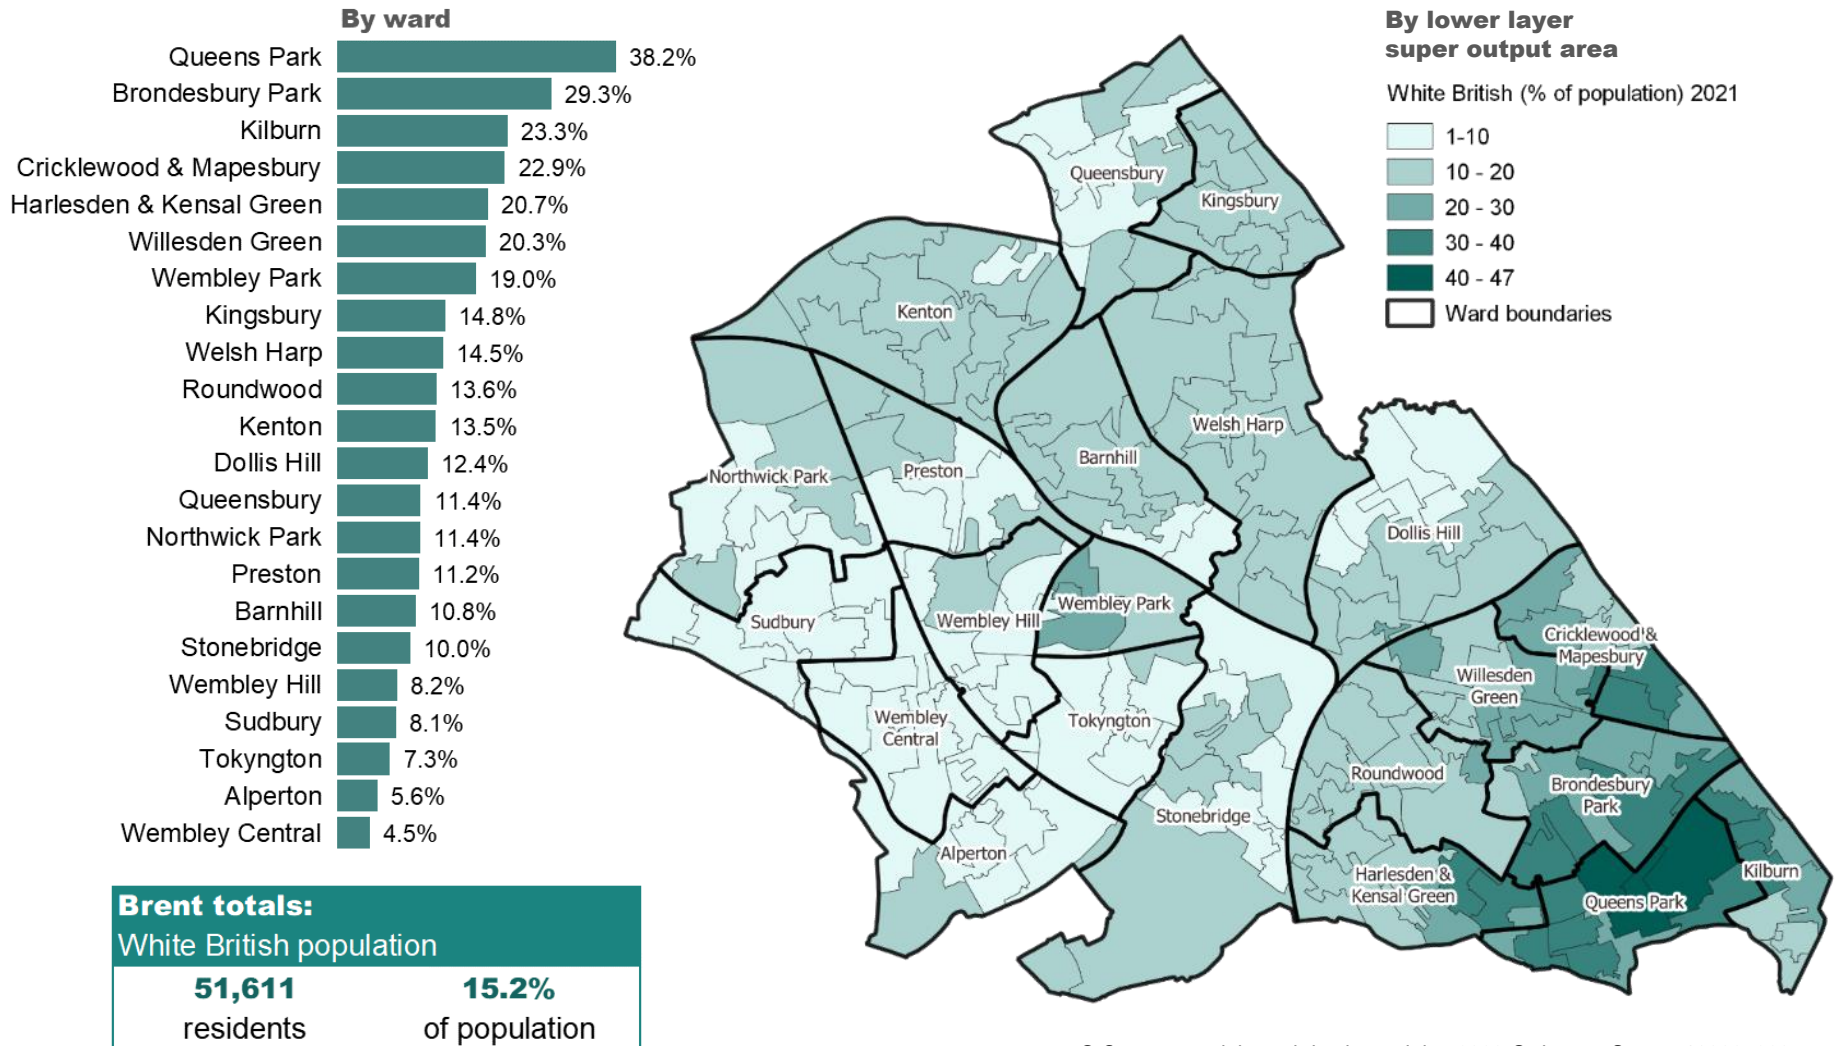 By ward
Queens Park 38.2%
Brondesbury Park 29.3%
Kilburn 23.3%
Cricklewood & Mapesbury 22.9%
Harlesden & Kensal Green 20.7%
Willesden Green 20.3%
Wembley Park 19.0%
Kingsbury 14.8%
Welsh Harp 14.5%
Roundwood 13.6%
Kenton 13.5%
Dollis Hill 12.4%
Queensbury 11.4%
Northwick Park 11.4%
Preston 11.2%
Barnhill 10.8%
Stonebridge 10.0%
Wembley Hill 8.2%
Sudbury 8.1%
Tokyngton 7.3%
Alperton 5.6%
Wembley Central 4.5%
Brent totals:
White British population
51,611 15.2%
residents of population
By lower layer
super output area
White British (% of population) 2021
1-10
10 - 20
20 - 30
30 - 40
40 - 47
Ward boundaries
Queensbury
Kingsbury
Kenton
Welsh Harp
Barnhill
Preston
Northwick Park
Dollis Hill
Wembley Park
Wembley Hill
Sudbury
Cricklewood &
Mapesbury
Willesden
Green
Wembley
Central
Tokyngton
Roundwood
Brondesbury
Park
Stonebridge
Alperton
Harlesden &
Kensal Green
Kilburn
Queens Park